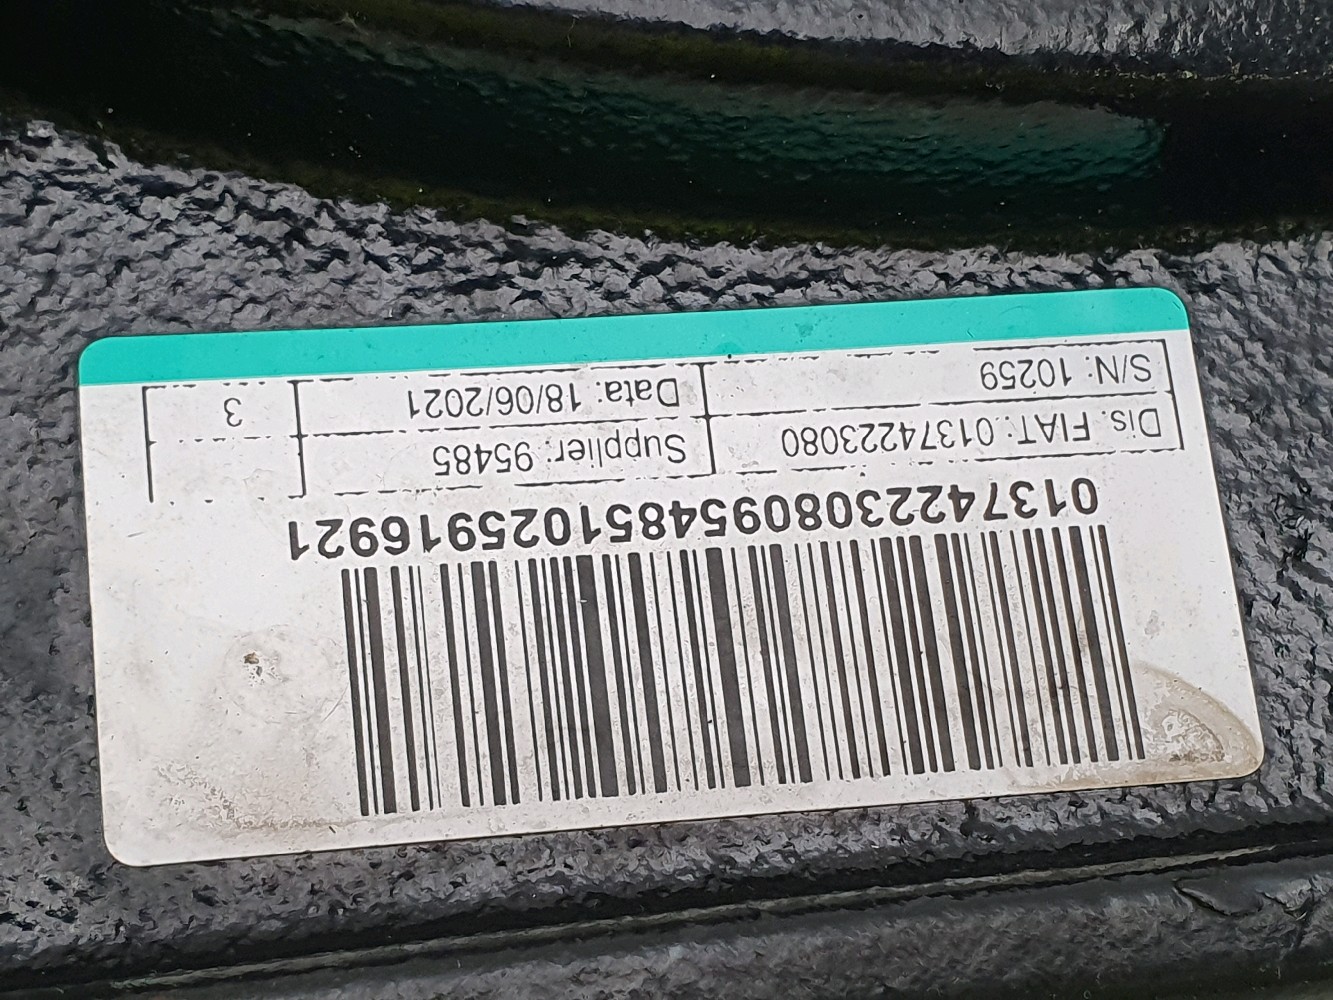 01374223080954851025916921
Dis. FIAT: 01374223080 Supplier: 95485
S/N: 10259 Data: 18/06/2021 3